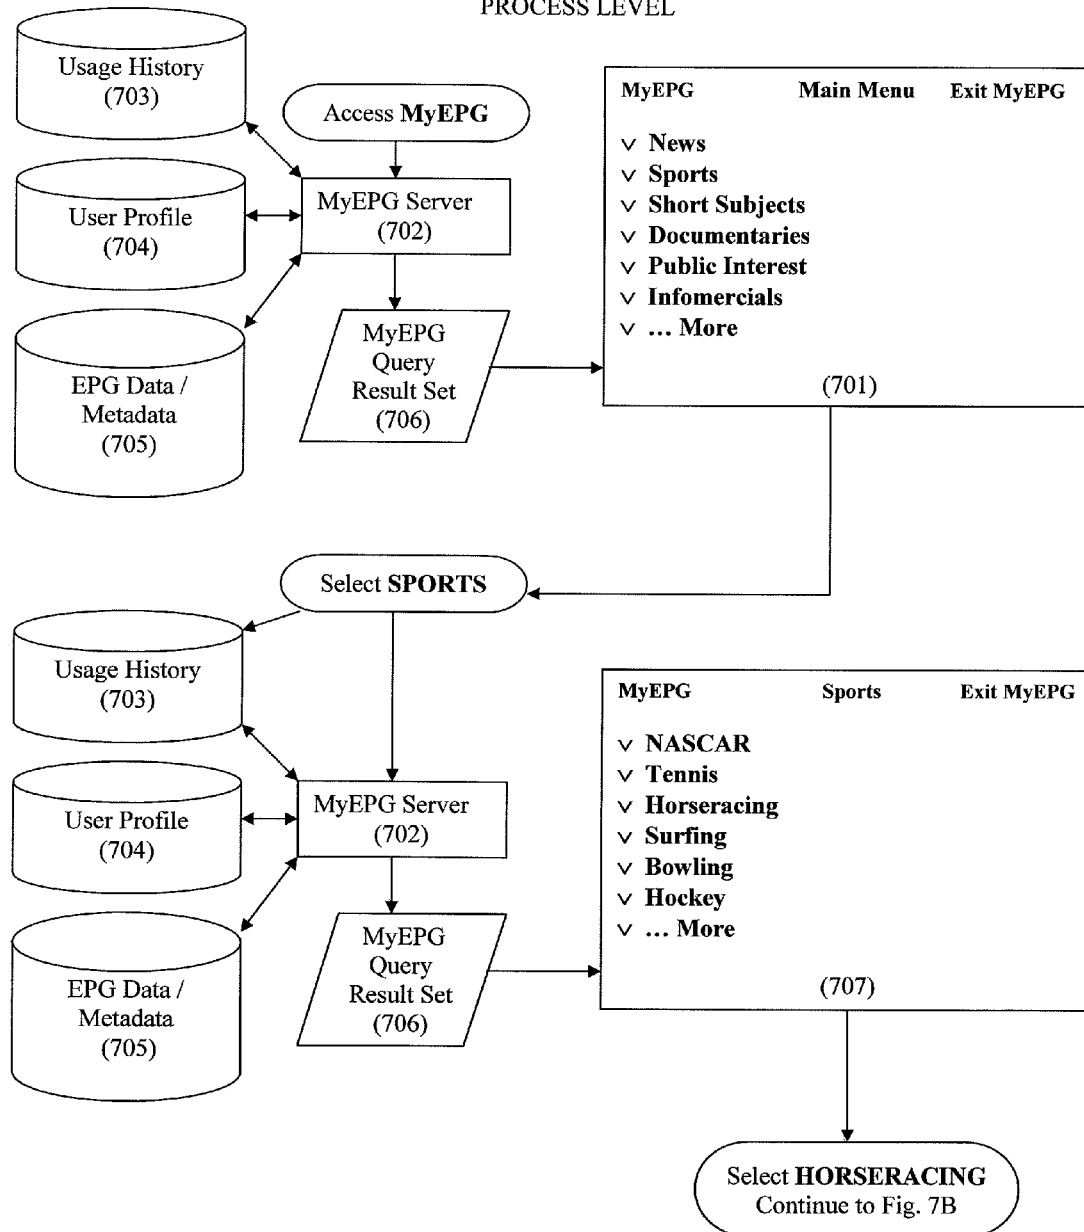 PROCESS LEVEL
Usage History
(703)
Access MyEPG
User Profile
(704)
MyEPG Server
(702)
EPG Data /
Metadata
(705)
MyEPG
Query
Result Set
(706)
MyEPG Main Menu Exit MyEPG
v News
v Sports
v Short Subjects
v Documentaries
v Public Interest
v Infomercials
v ... More
(701)
Select SPORTS
Usage History
(703)
User Profile
(704)
MyEPG Server
(702)
EPG Data /
Metadata
(705)
MyEPG
Query
Result Set
(706)
MyEPG Sports Exit MyEPG
v NASCAR
v Tennis
v Horseracing
v Surfing
v Bowling
v Hockey
v ... More
(707)
Select HORSERACING
Continue to Fig. 7B